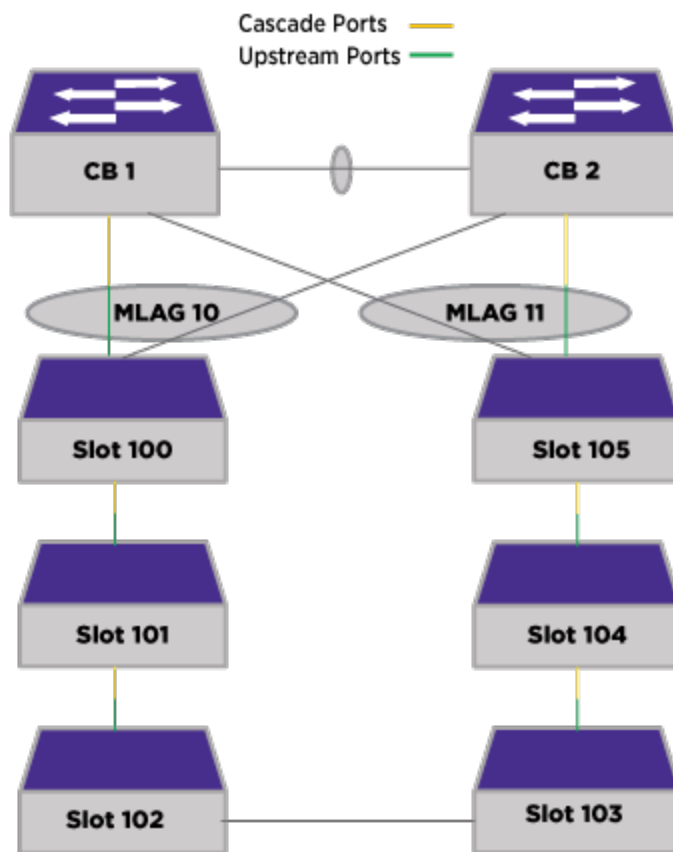 Cascade Ports
Upstream Ports
CB 1
CB 2
MLAG 10
MLAG 11
Slot 100
Slot 105
Slot 101
Slot 104
Slot 102
Slot 103